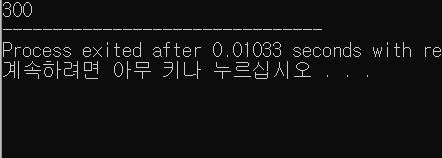 300
--------------------------------
Process exited after 0.01033 seconds with re
계속하려면 아무 키나 누르십시오 . . .